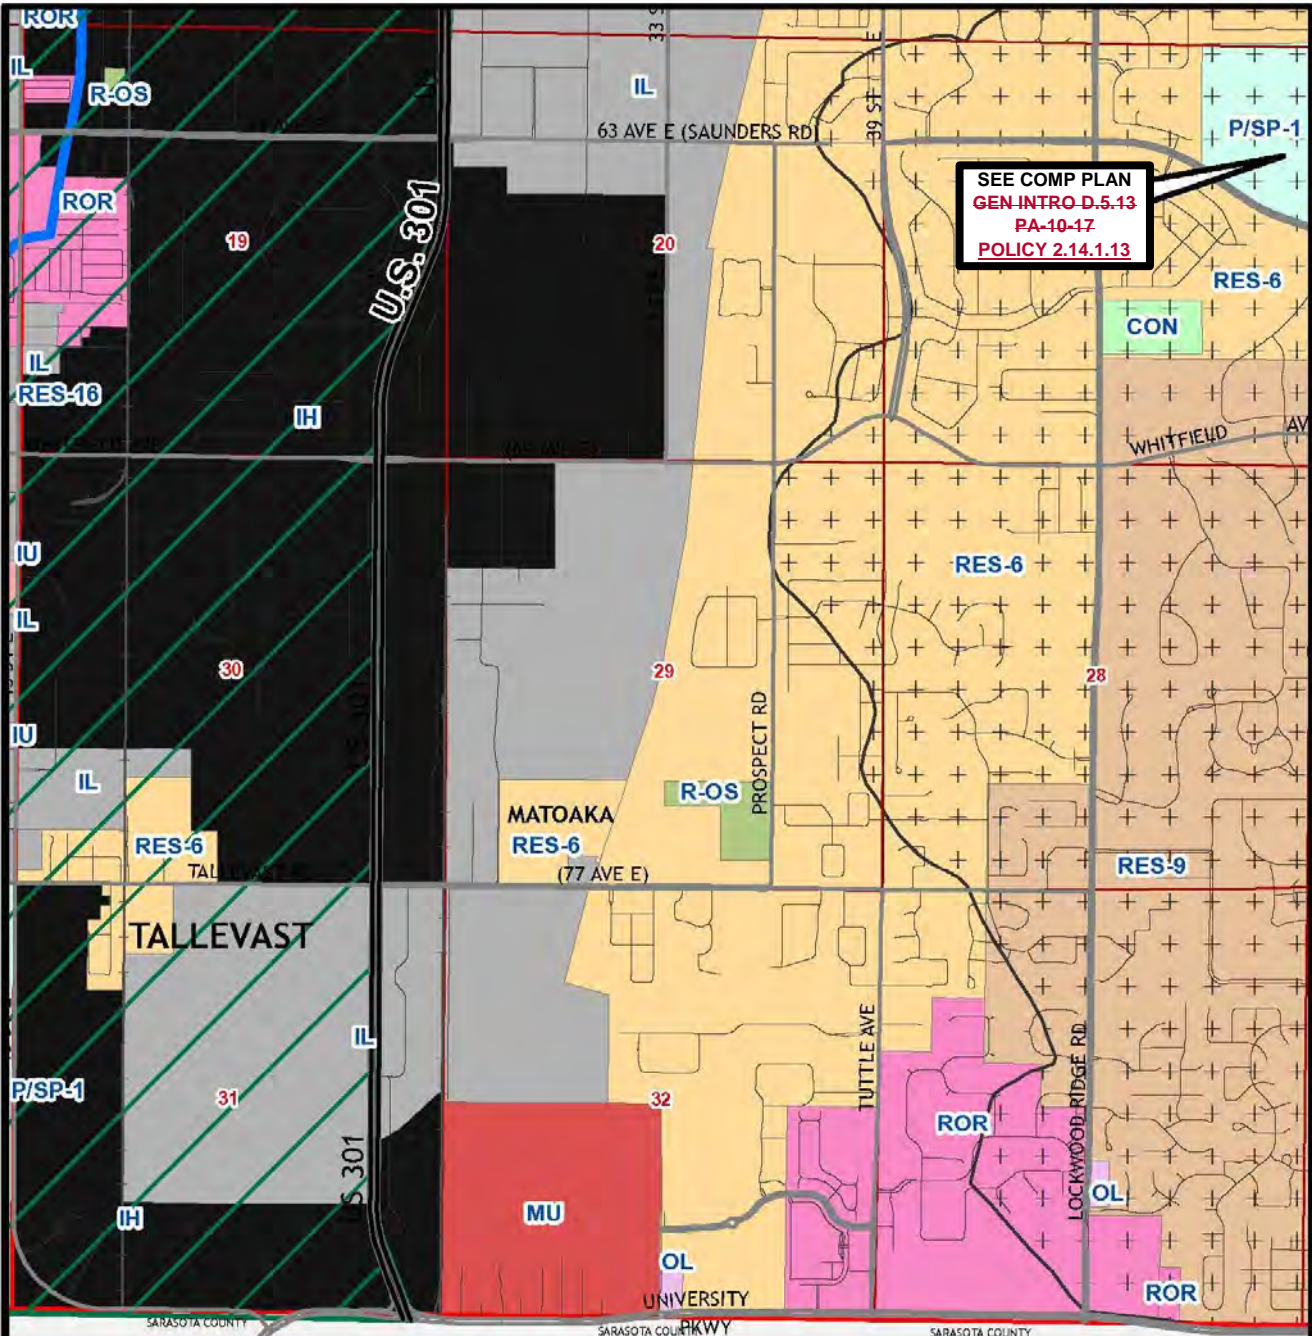 ROR
IL
R-OS
ROR
19
IL
RES-16
IH
IU
IL
30
IU
IL
RES-6
TALLEVAST
P/SP-1
31
IH
U.S. 301
IL
63 AVE E (SAUNDERS RD)
20
39 ST E
SEE COMP PLAN
GEN INTRO D.5.13
PA-10-17
POLICY 2.14.1.13
P/SP-1
RES-6
CON
WHITFIELD AV
RES-6
29
28
PROSPECT RD
R-OS
MATOAKA
RES-6
(77 AVE E)
RES-9
IL
US 301
32
TUTTLE AVE
ROR
LOCKWOOD RIDGE RD
OL
MU
OL
ROR
UNIVERSITY
PKWY
SARASOTA COUNTY
SARASOTA COUNTY
SARASOTA COUNTY